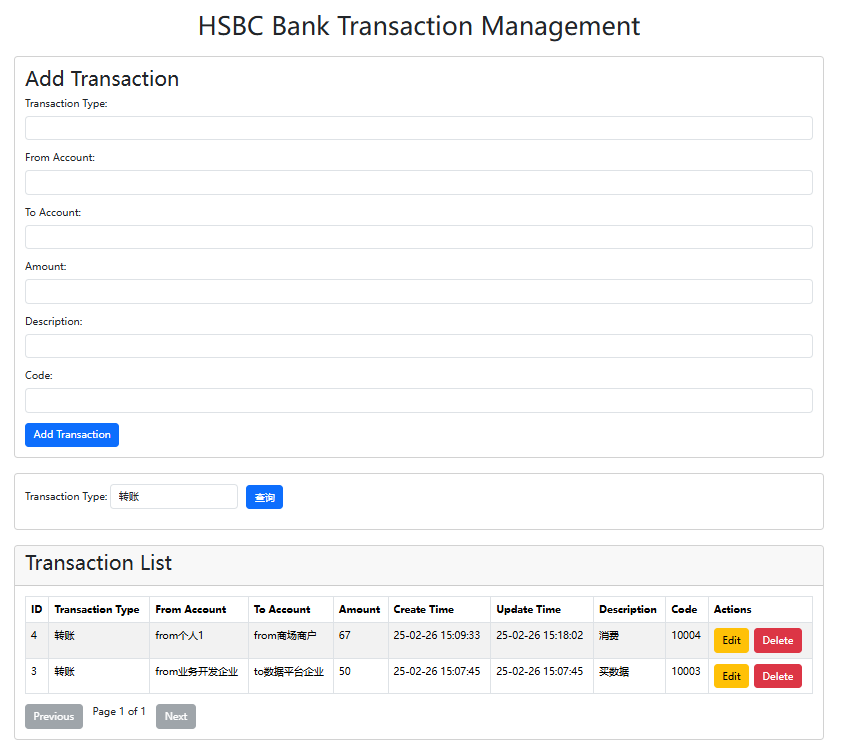 HSBC Bank Transaction Management
Add Transaction
Transaction Type:
From Account:
To Account:
Amount:
Description:
Code:
Add Transaction
Transaction Type: 转账 查询
Transaction List
ID Transaction Type From Account To Account Amount Create Time Update Time Description Code Actions
4 转账 from个人1 from商场商户 67 25-02-26 15:09:33 25-02-26 15:18:02 消费 10004 Edit Delete
3 转账 from业务开发企业 to数据平台企业 50 25-02-26 15:07:45 25-02-26 15:07:45 买数据 10003 Edit Delete
Previous Page 1 of 1 Next